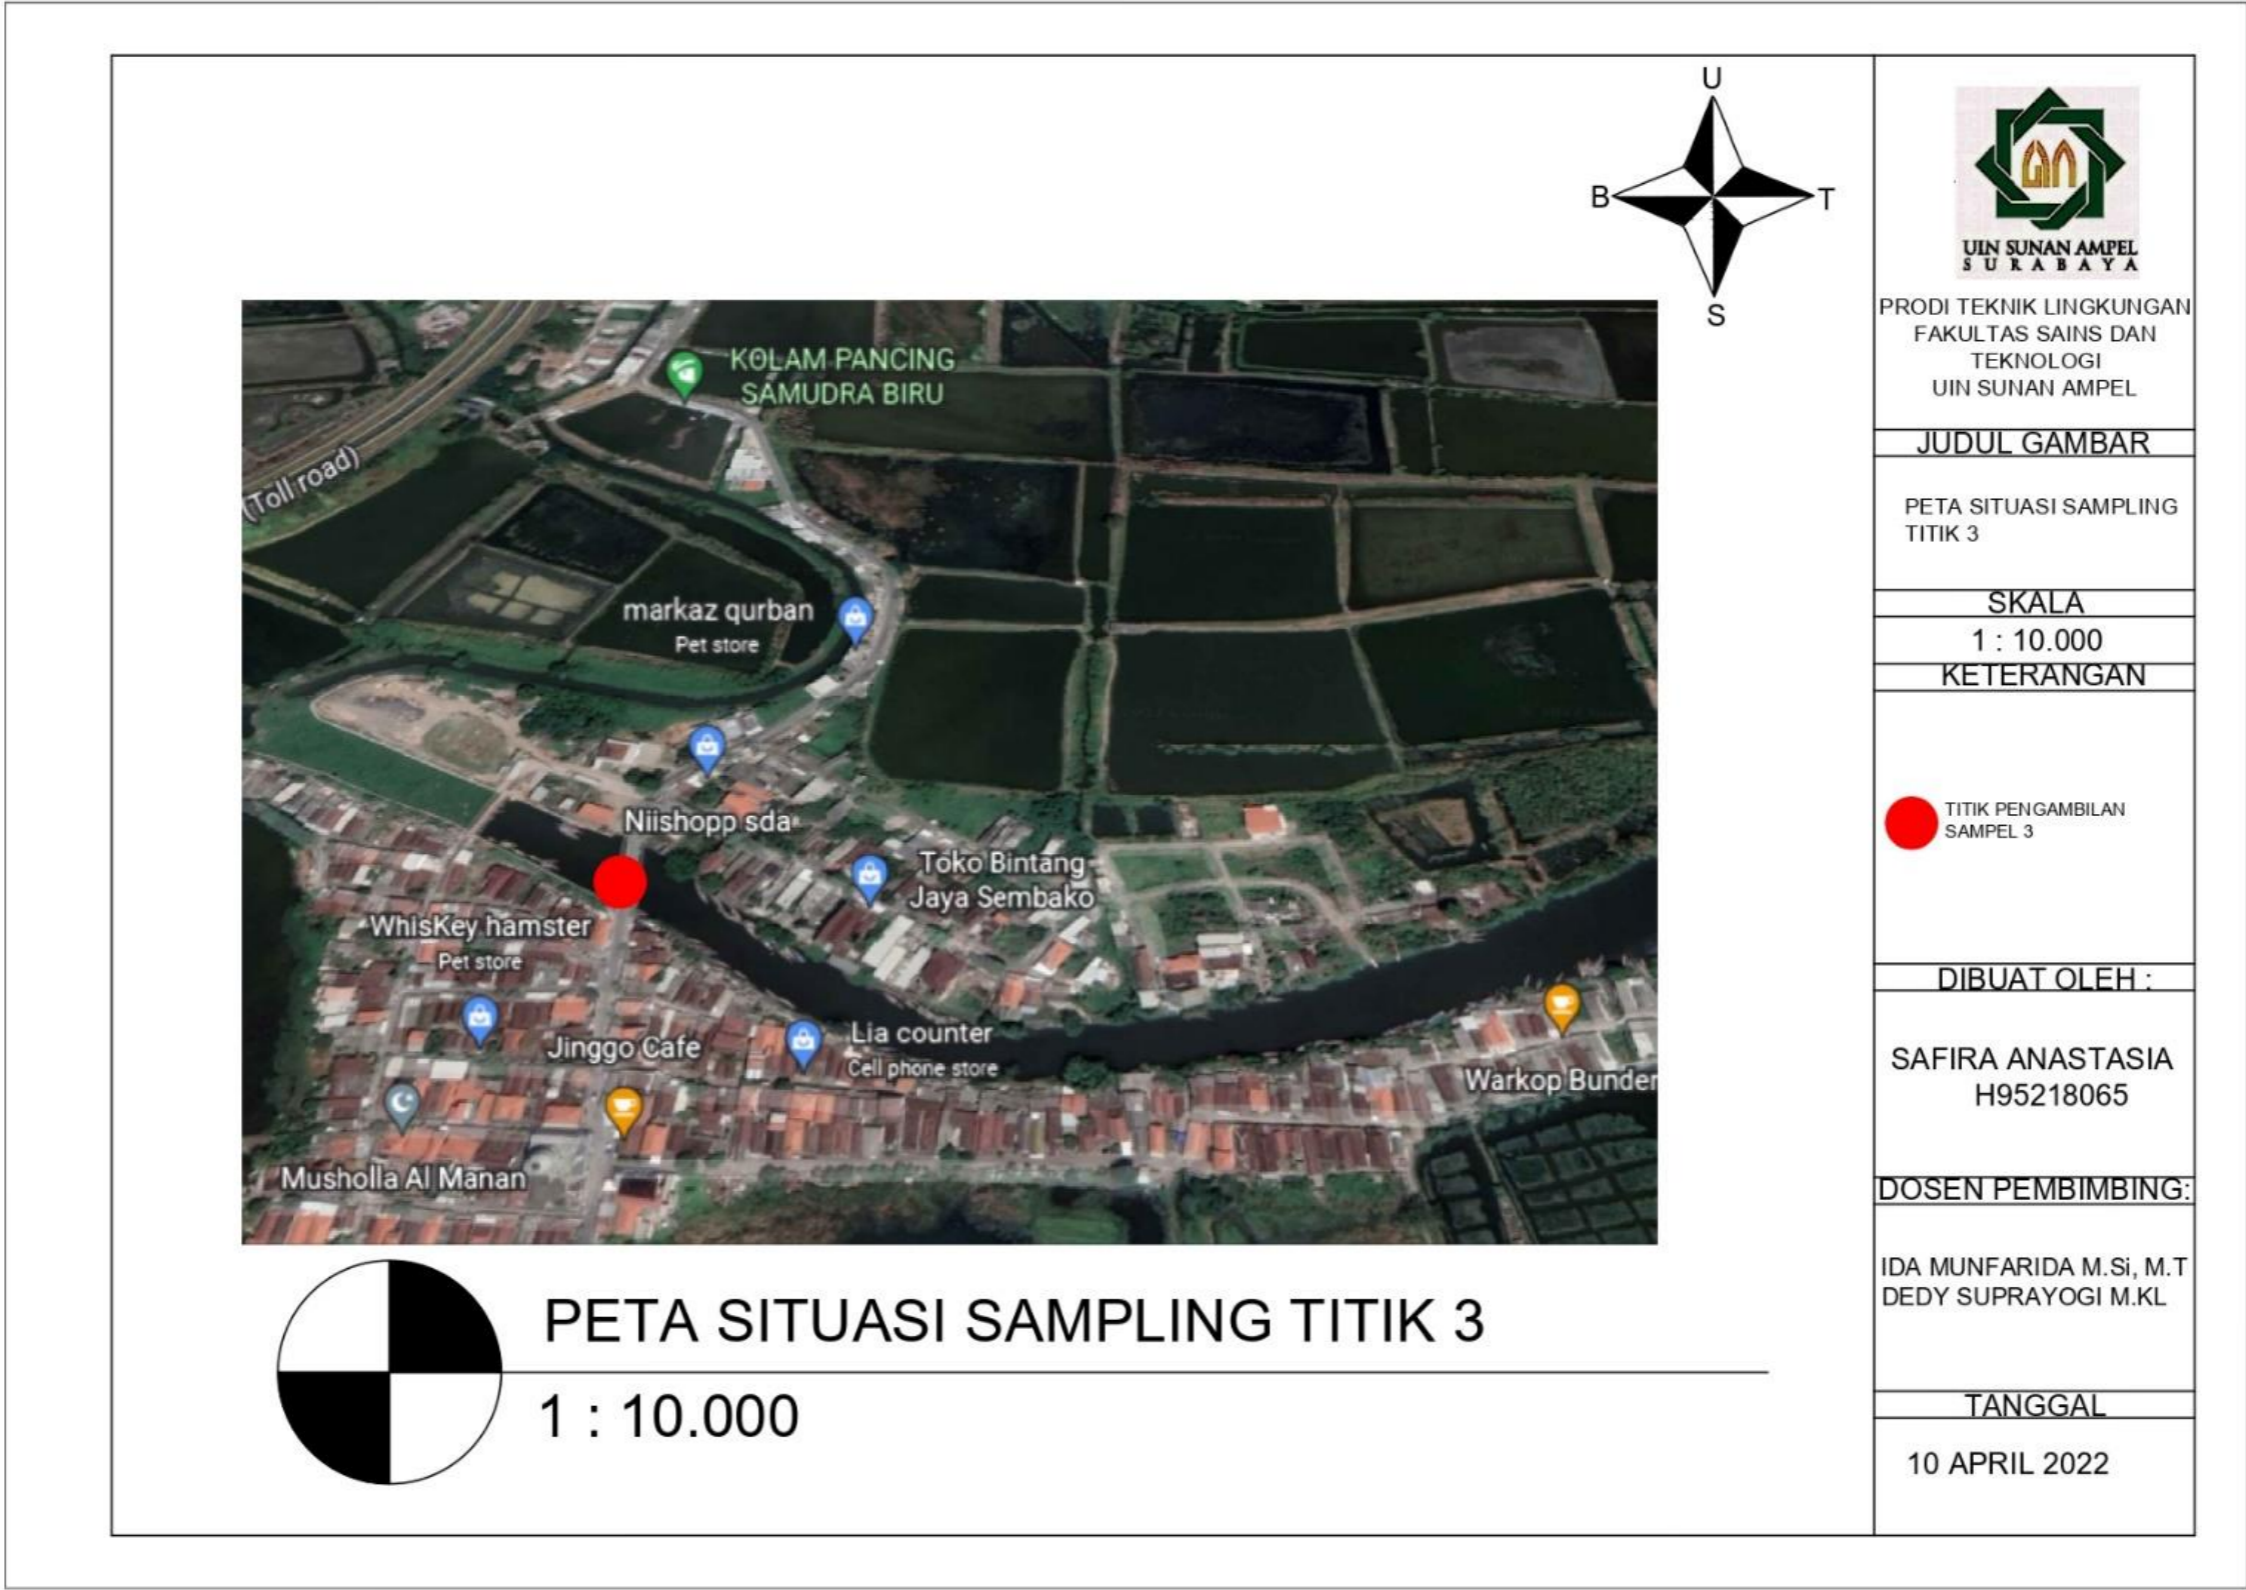 U
B
T
S
KOLAM PANCING
SAMUDRA BIRU
(Toll road)
markaz qurban
Pet store
Niishopp sda
Toko Bintang
Jaya Sembako
WhisKey hamster
Pet store
Jinggo Cafe
Lia counter
Cell phone store
Warkop Bunder
Musholla Al Manan
PETA SITUASI SAMPLING TITIK 3
1 : 10.000
UIN SUNAN AMPEL
SURABAYA
PRODI TEKNIK LINGKUNGAN
FAKULTAS SAINS DAN
TEKNOLOGI
UIN SUNAN AMPEL
JUDUL GAMBAR
PETA SITUASI SAMPLING
TITIK 3
SKALA
1 : 10.000
KETERANGAN
TITIK PENGAMBILAN
SAMPEL 3
DIBUAT OLEH :
SAFIRA ANASTASIA
H95218065
DOSEN PEMBIMBING:
IDA MUNFARIDA M.Si, M.T
DEDY SUPRAYOGI M.KL
TANGGAL
10 APRIL 2022